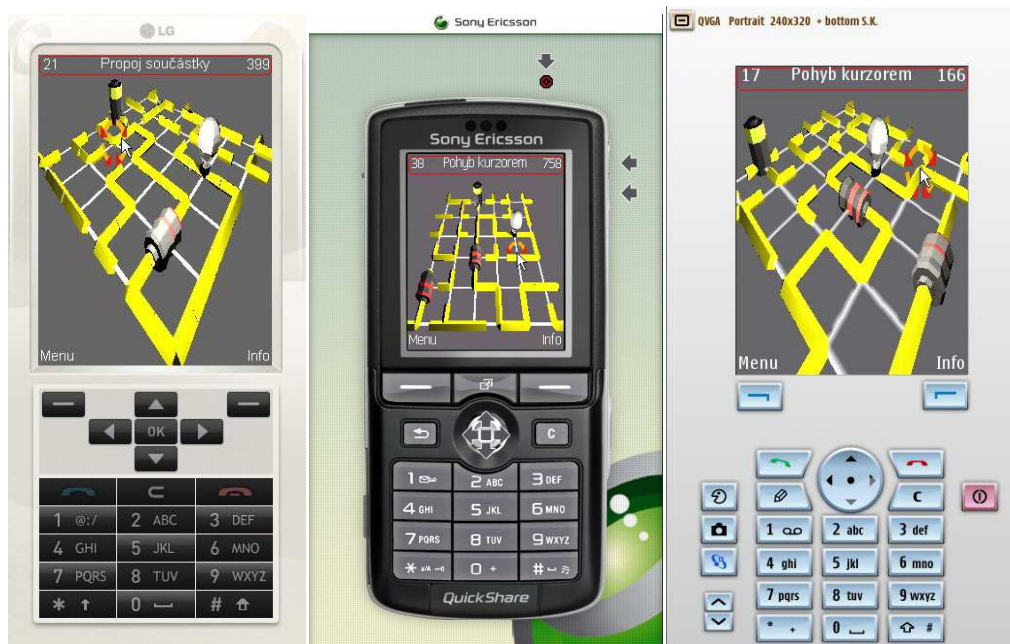 LG
21 Propoj součástky 399
Menu Info
OK
1 @:/ 2 ABC 3 DEF
4 GHI 5 JKL 6 MNO
7 PQRS 8 TUV 9 WXYZ
* 0 #
Sony Ericsson
Sony Ericsson
38 Pohyb kurzorem 758
Menu Info
C
1 2 ABC 3 DEF
4 GHI 5 JKL 6 MNO
7 PQRS 8 TUV 9 WXYZ
* a/A 0 + #
QuickShare
QVGA Portrait 240x320 + bottom S.K.
17 Pohyb kurzorem 166
Menu Info
C
1 2 abc 3 def
4 ghi 5 jkl 6 mno
7 pqrs 8 tuv 9 wxyz
* + 0 #